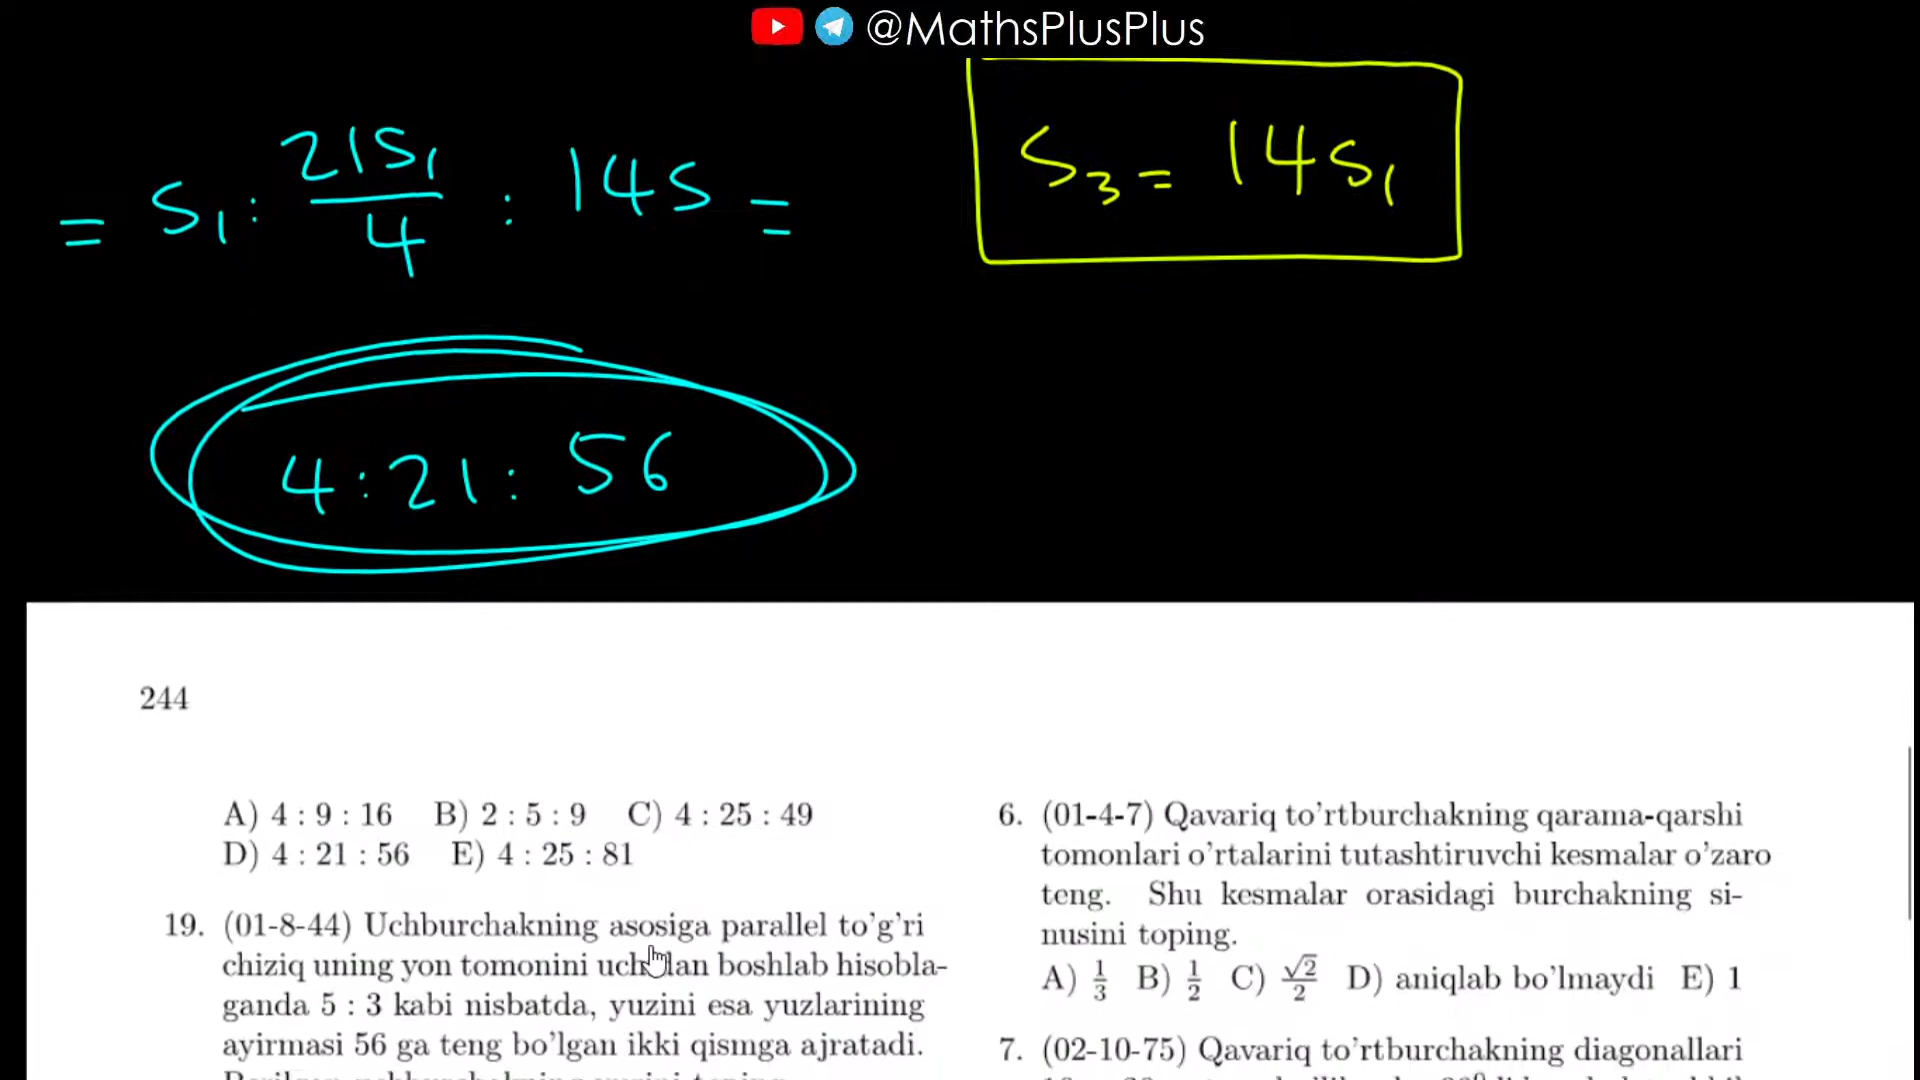 @MathsPlusPlus
= S₁ : 21S₁/4 : 14S =
S₃ = 14S₁
4 : 21 : 56
244
A) 4 : 9 : 16 B) 2 : 5 : 9 C) 4 : 25 : 49
D) 4 : 21 : 56 E) 4 : 25 : 81
19. (01-8-44) Uchburchakning asosiga parallel to'g'ri
chiziq uning yon tomonini uchidan boshlab hisobla-
ganda 5 : 3 kabi nisbatda, yuzini esa yuzlarining
ayirmasi 56 ga teng bo'lgan ikki qismga ajratadi.
6. (01-4-7) Qavariq to'rtburchakning qarama-qarshi
tomonlari o'rtalarini tutashtiruvchi kesmalar o'zaro
teng. Shu kesmalar orasidagi burchakning si-
nusini toping.
A) 1/3 B) 1/2 C) √2/2 D) aniqlab bo'lmaydi E) 1
7. (02-10-75) Qavariq to'rtburchakning diagonallari